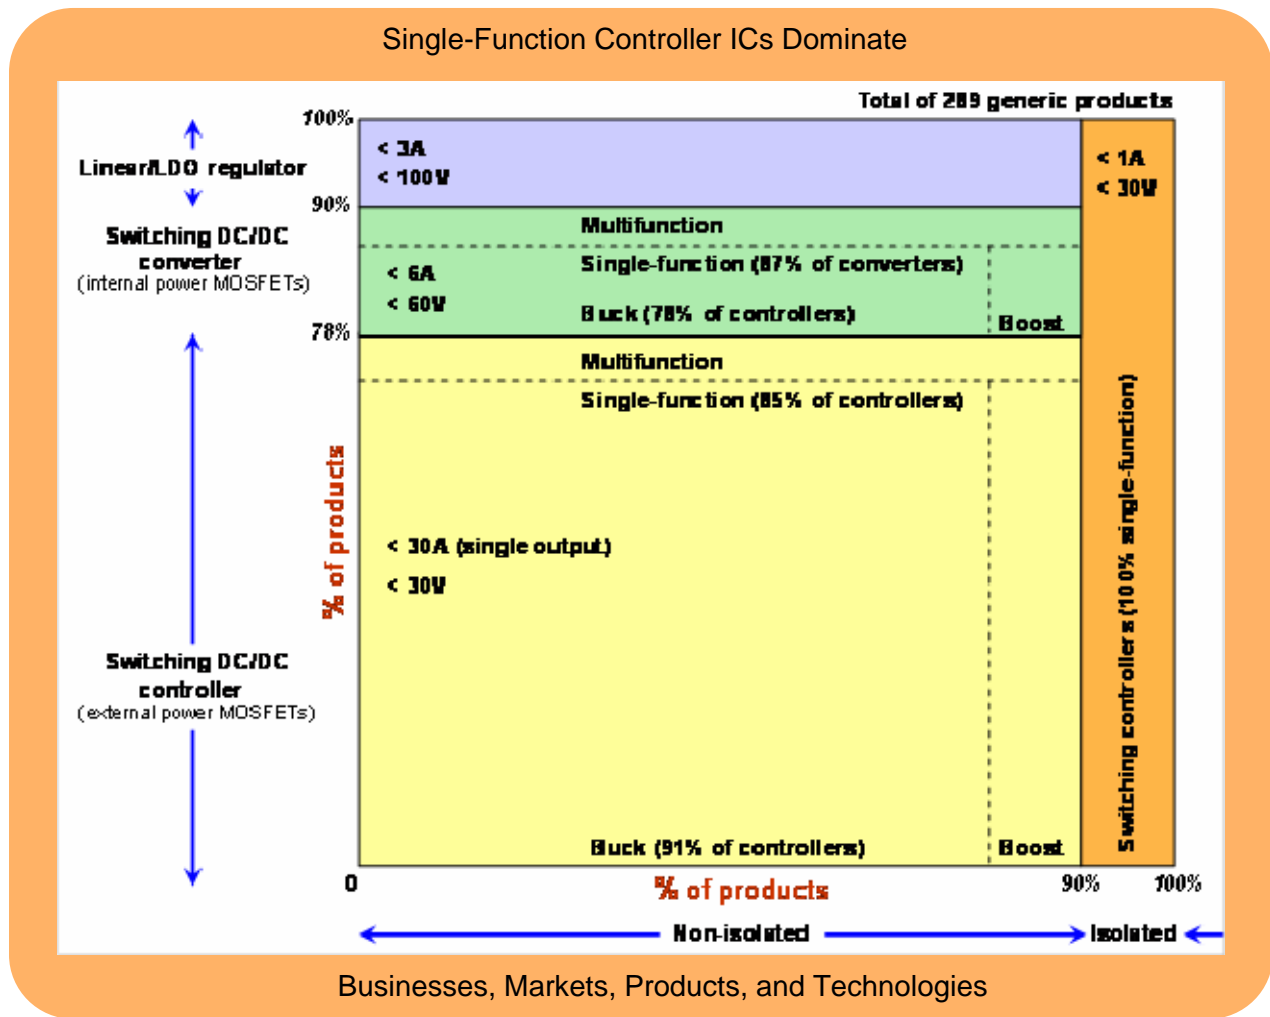 Single-Function Controller ICs Dominate
Total of 289 generic products
100%
< 3A
< 100V
< 1A
< 30V
Linear/LDO regulator
90%
Multifunction
Switching DC/DC
converter
(internal power MOSFETs)
Single-function (87% of converters)
< 6A
< 60V
Buck (78% of controllers)
Boost
78%
Multifunction
Single-function (85% of controllers)
% of products
< 30A (single output)
< 30V
Switching controllers (100% single-function)
Switching DC/DC
controller
(external power MOSFETs)
Buck (91% of controllers)
Boost
0
% of products
90%
100%
Non-isolated
Isolated
Businesses, Markets, Products, and Technologies